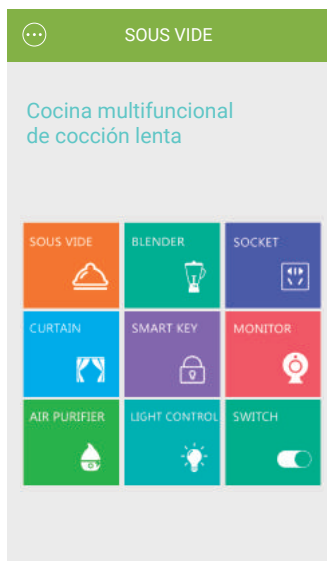 SOUS VIDE
Cocina multifuncional
de cocción lenta
SOUS VIDE
BLENDER
SOCKET
CURTAIN
SMART KEY
MONITOR
AIR PURIFIER
LIGHT CONTROL
SWITCH